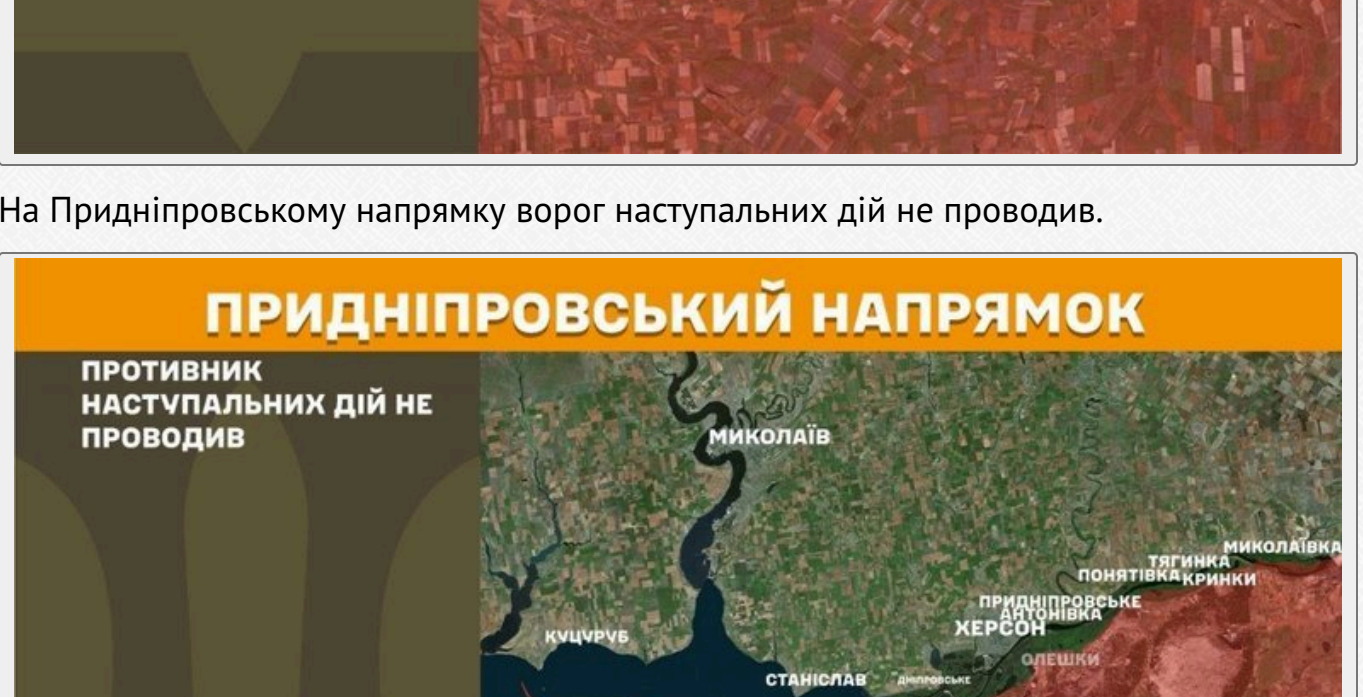 На Придніпровському напрямку ворог наступальних дій не проводив.
ПРИДНІПРОВСЬКИЙ НАПРЯМОК
ПРОТИВНИК
НАСТУПАЛЬНИХ ДІЙ НЕ
ПРОВОДИВ
МИКОЛАЇВ
МИКОЛАЇВКА
ТЯГИНКА
ПОНЯТІВКА КРИНКИ
ПРИДНІПРОВСЬКЕ
АНТОНІВКА
ХЕРСОН
КУЦУРУБ
ОЛЕШКИ
СТАНІСЛАВ
ДНІПРОВСЬКЕ